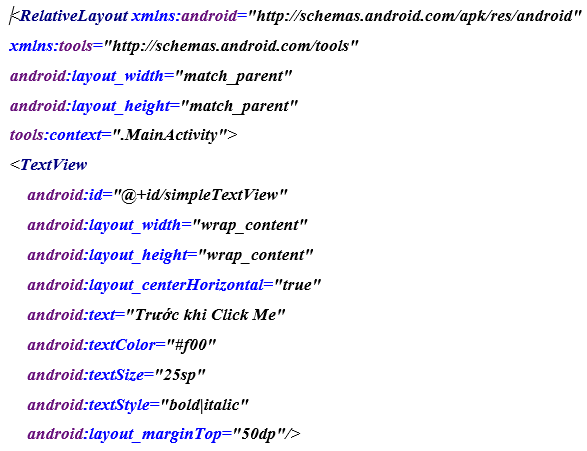 <RelativeLayout xmlns:android="http://schemas.android.com/apk/res/android"
xmlns:tools="http://schemas.android.com/tools"
android:layout_width="match_parent"
android:layout_height="match_parent"
tools:context=".MainActivity">
<TextView
android:id="@+id/simpleTextView"
android:layout_width="wrap_content"
android:layout_height="wrap_content"
android:layout_centerHorizontal="true"
android:text="Trước khi Click Me"
android:textColor="#f00"
android:textSize="25sp"
android:textStyle="bold|italic"
android:layout_marginTop="50dp"/>